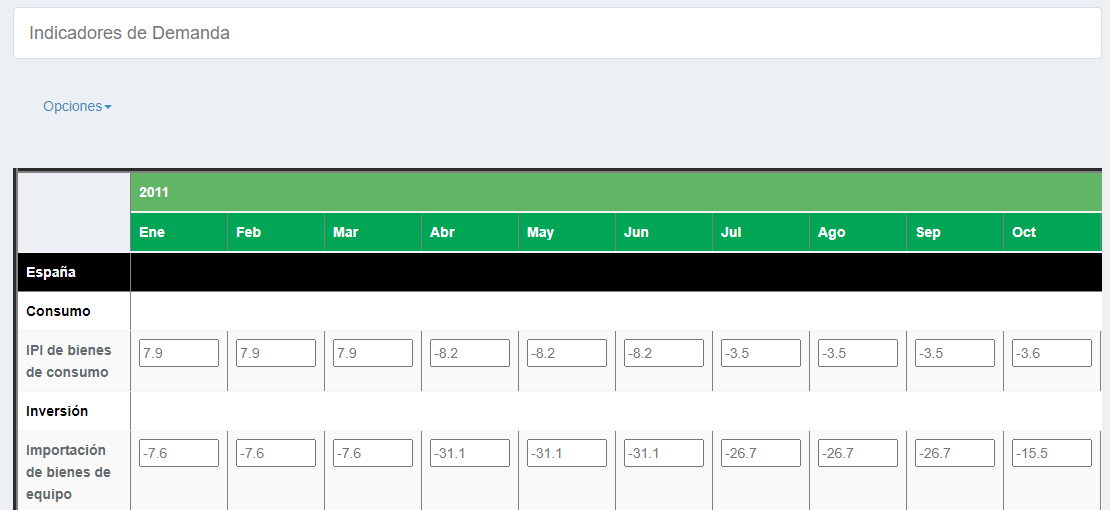 Indicadores de Demanda
Opciones
2011
Ene Feb Mar Abr May Jun Jul Ago Sep Oct
España
Consumo
IPI de bienes 7.9 7.9 7.9 -8.2 -8.2 -8.2 -3.5 -3.5 -3.5 -3.6
de consumo
Inversión
Importación -7.6 -7.6 -7.6 -31.1 -31.1 -31.1 -26.7 -26.7 -26.7 -15.5
de bienes de
equipo